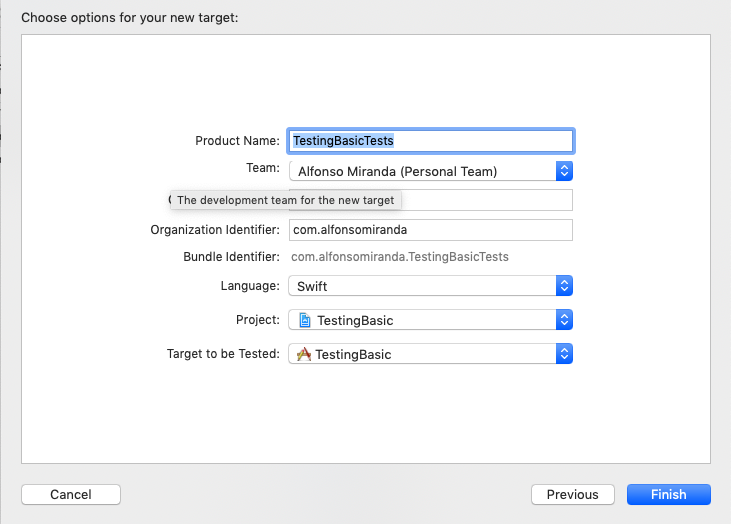 Choose options for your new target:
Product Name: TestingBasicTests
Team: Alfonso Miranda (Personal Team)
The development team for the new target
Organization Identifier: com.alfonsomiranda
Bundle Identifier: com.alfonsomiranda.TestingBasicTests
Language: Swift
Project: TestingBasic
Target to be Tested: TestingBasic
Cancel Previous Finish